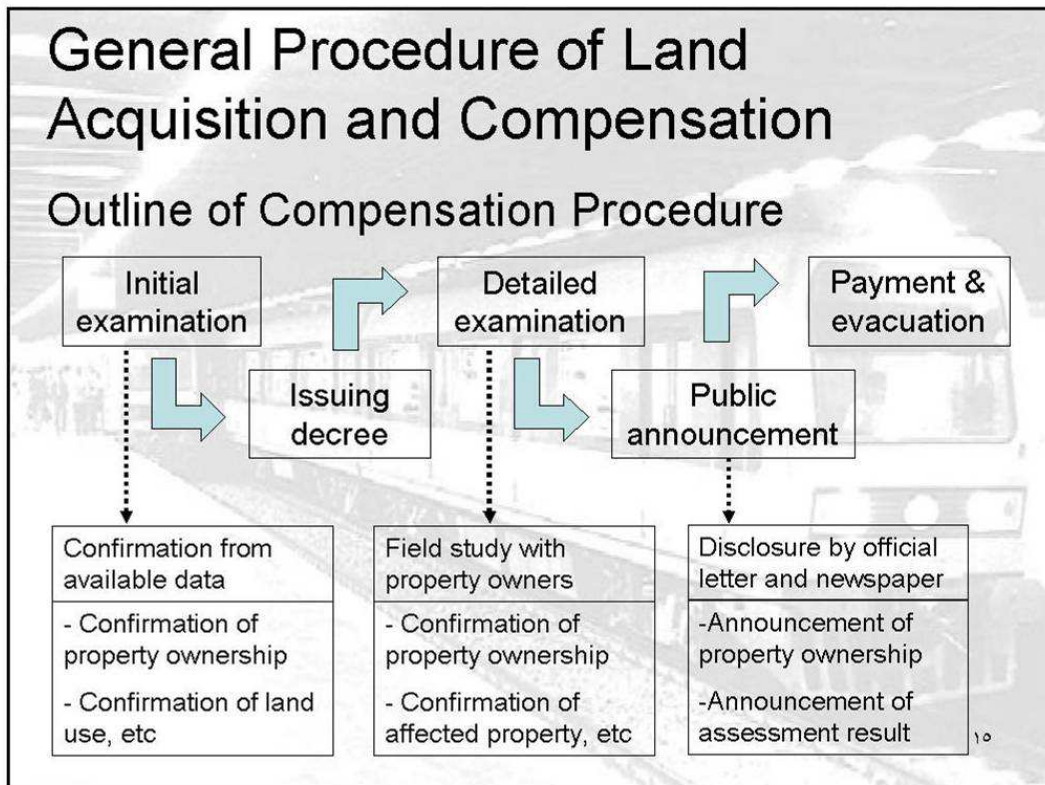 General Procedure of Land
Acquisition and Compensation
Outline of Compensation Procedure
Initial
examination
Issuing
decree
Detailed
examination
Public
announcement
Payment &
evacuation
Confirmation from
available data
- Confirmation of
property ownership
- Confirmation of land
use, etc
Field study with
property owners
- Confirmation of
property ownership
- Confirmation of
affected property, etc
Disclosure by official
letter and newspaper
-Announcement of
property ownership
-Announcement of
assessment result
١٥